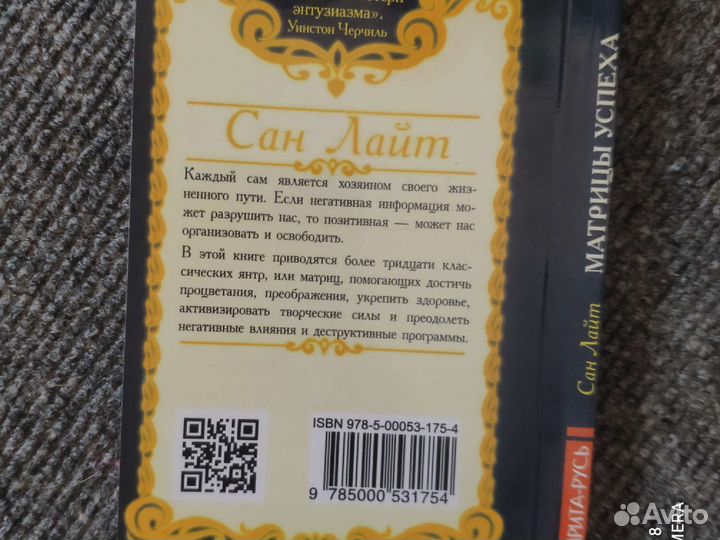 энтузиазма».
Уинстон Черчиль
Сан Лайт
Каждый сам является хозяином своего жиз-
ненного пути. Если негативная информация мо-
жет разрушить нас, то позитивная — может нас
организовать и освободить.
В этой книге приводятся более тридцати клас-
сических янтр, или матриц, помогающих достичь
процветания, преображения, укрепить здоровье,
активизировать творческие силы и преодолеть
негативные влияния и деструктивные программы.
ISBN 978-5-00053-175-4
9 785000 531754
Сан Лайт МАТРИЦЫ УСПЕХА
РИТА-РУСЬ
Avito